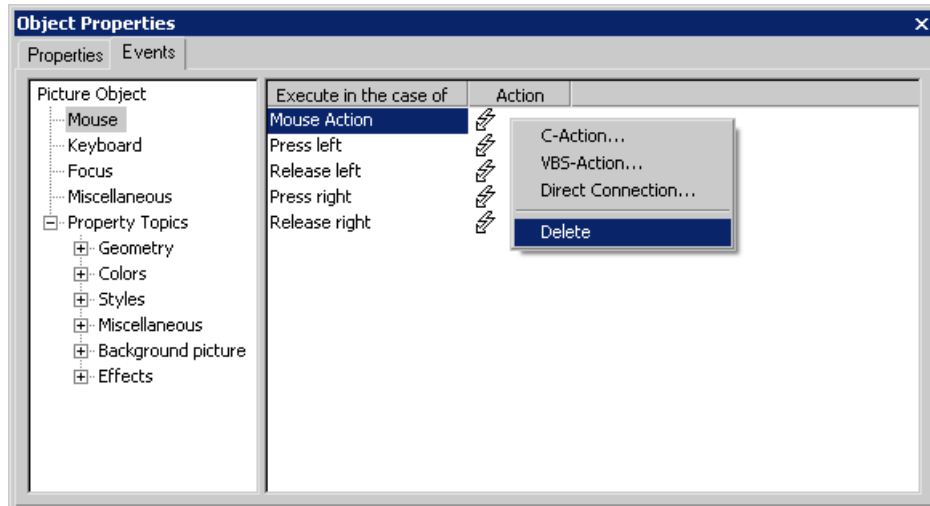 Object Properties
Properties Events
Picture Object
Mouse
Keyboard
Focus
Miscellaneous
Property Topics
Geometry
Colors
Styles
Miscellaneous
Background picture
Effects
Execute in the case of Action
Mouse Action
Press left
Release left
Press right
Release right
C-Action...
VBS-Action...
Direct Connection...
Delete